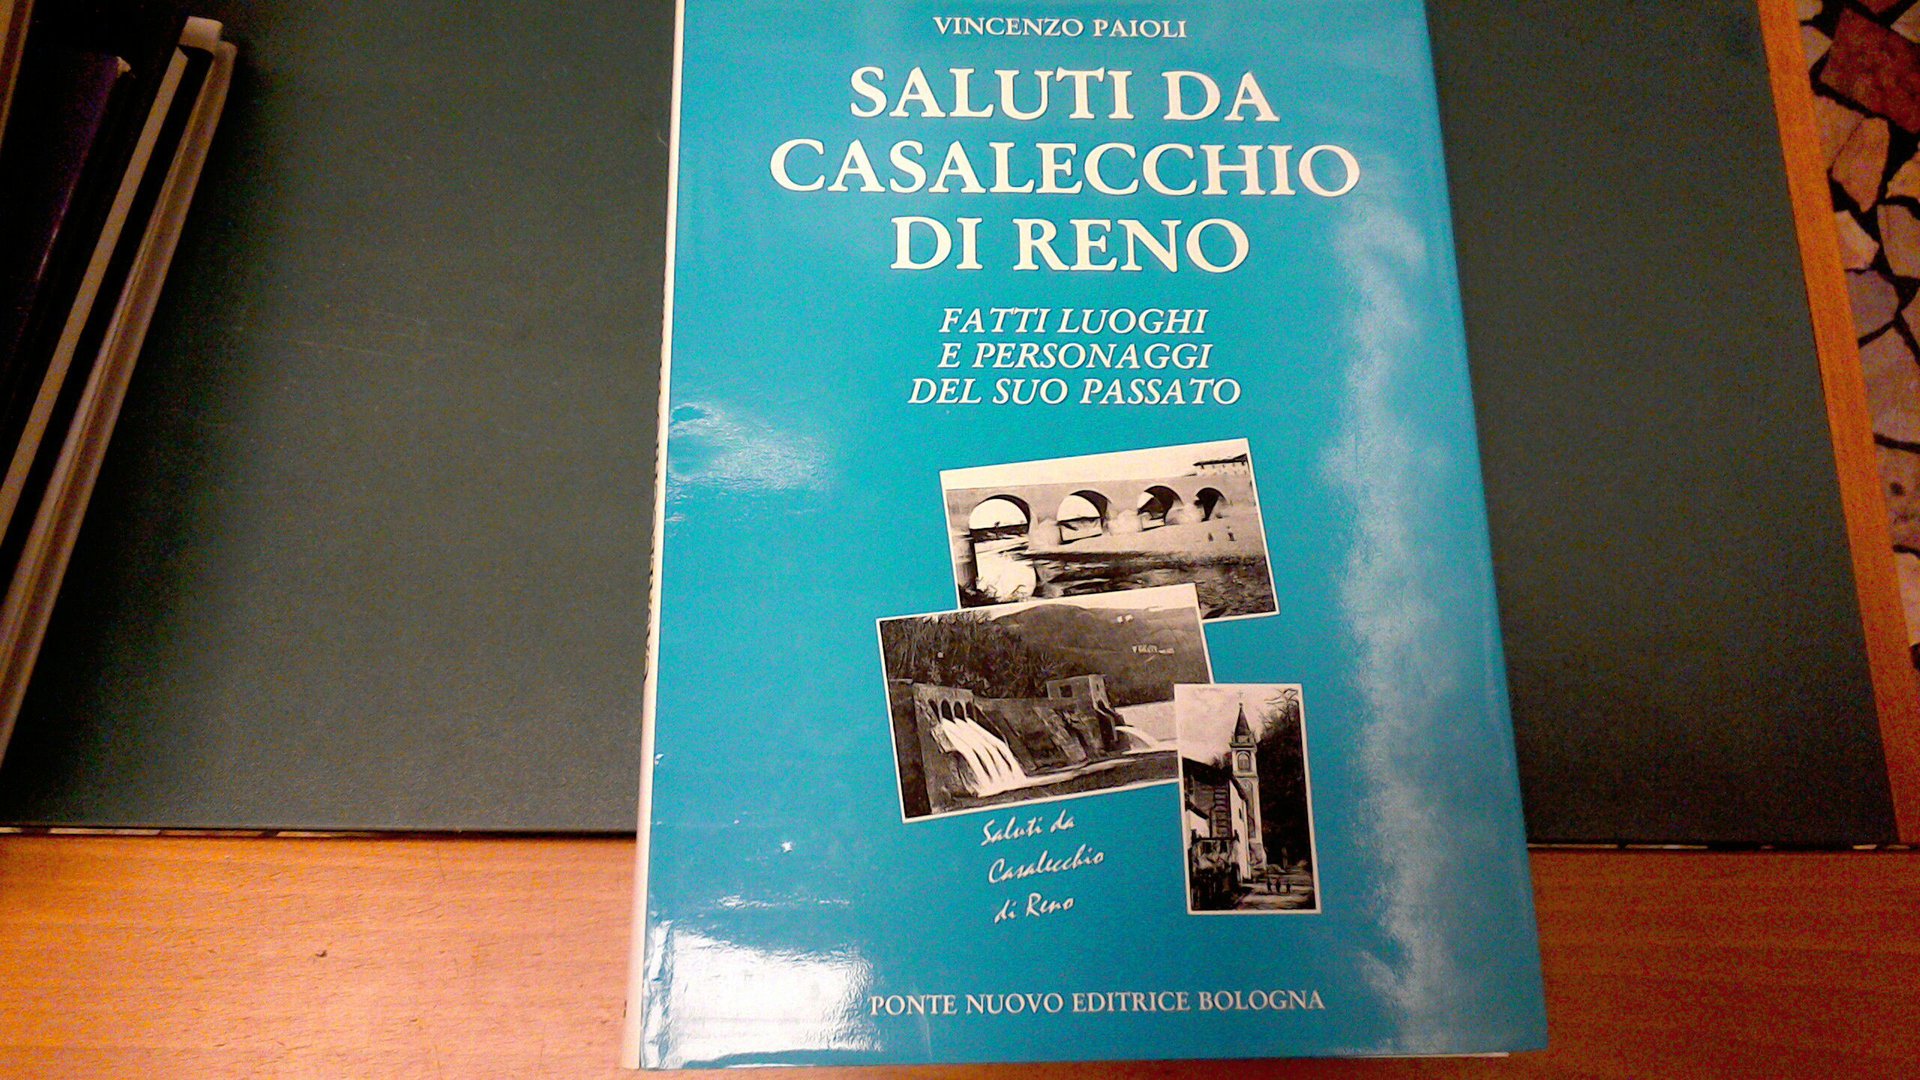 VINCENZO PAIOLI
SALUTI DA
CASALECCHIO
DI RENO
FATTI LUOGHI
E PERSONAGGI
DEL SUO PASSATO
Saluti da
Casalecchio
di Reno
PONTE NUOVO EDITRICE BOLOGNA